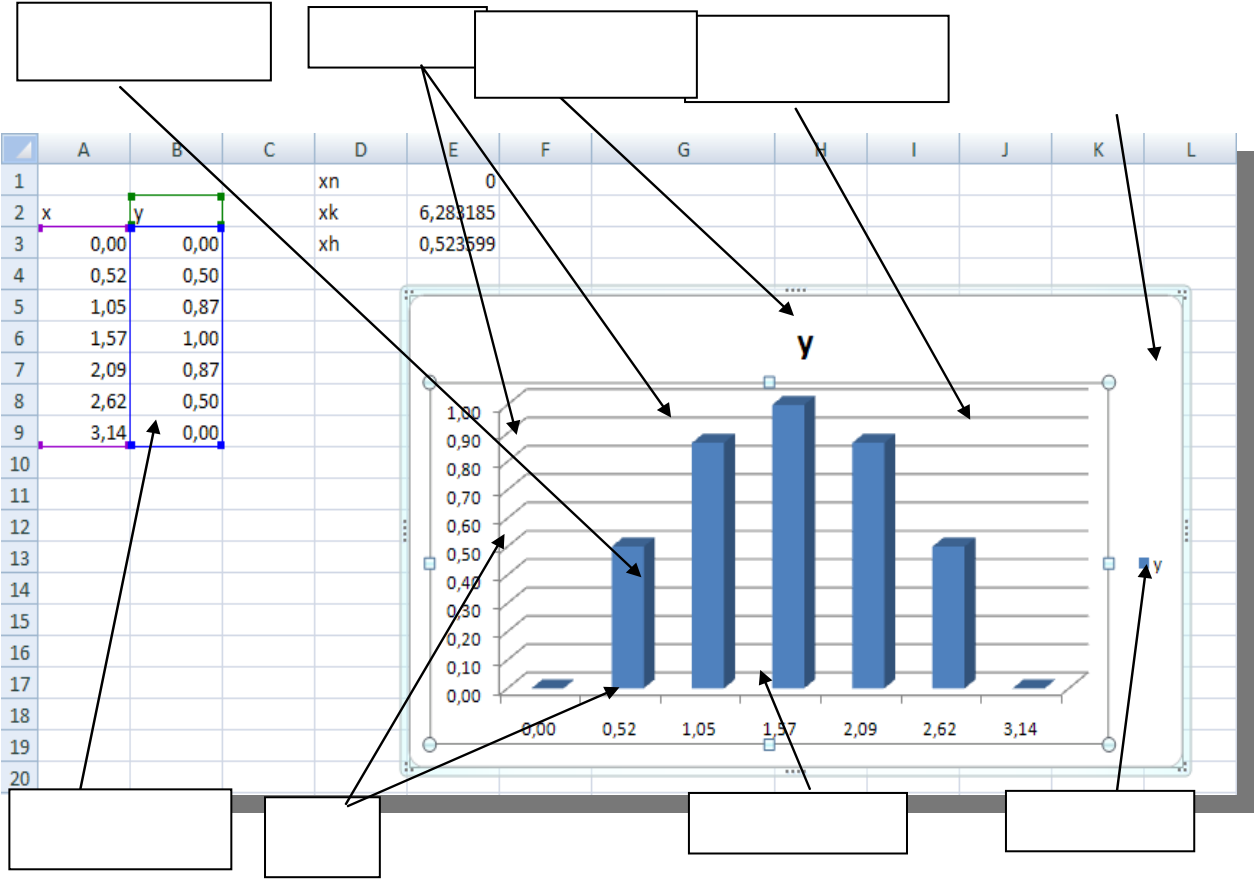 A B C D E F G H I J K L
1 xn 0
2 x y xk 6,283185
3 0,00 0,00 xh 0,523599
4 0,52 0,50
5 1,05 0,87
6 1,57 1,00
7 2,09 0,87
8 2,62 0,50
9 3,14 0,00
10
11
12
13
14
15
16
17
18
19
20
y
1,00
0,90
0,80
0,70
0,60
0,50
0,40
0,30
0,20
0,10
0,00
0,00 0,52 1,05 1,57 2,09 2,62 3,14
y